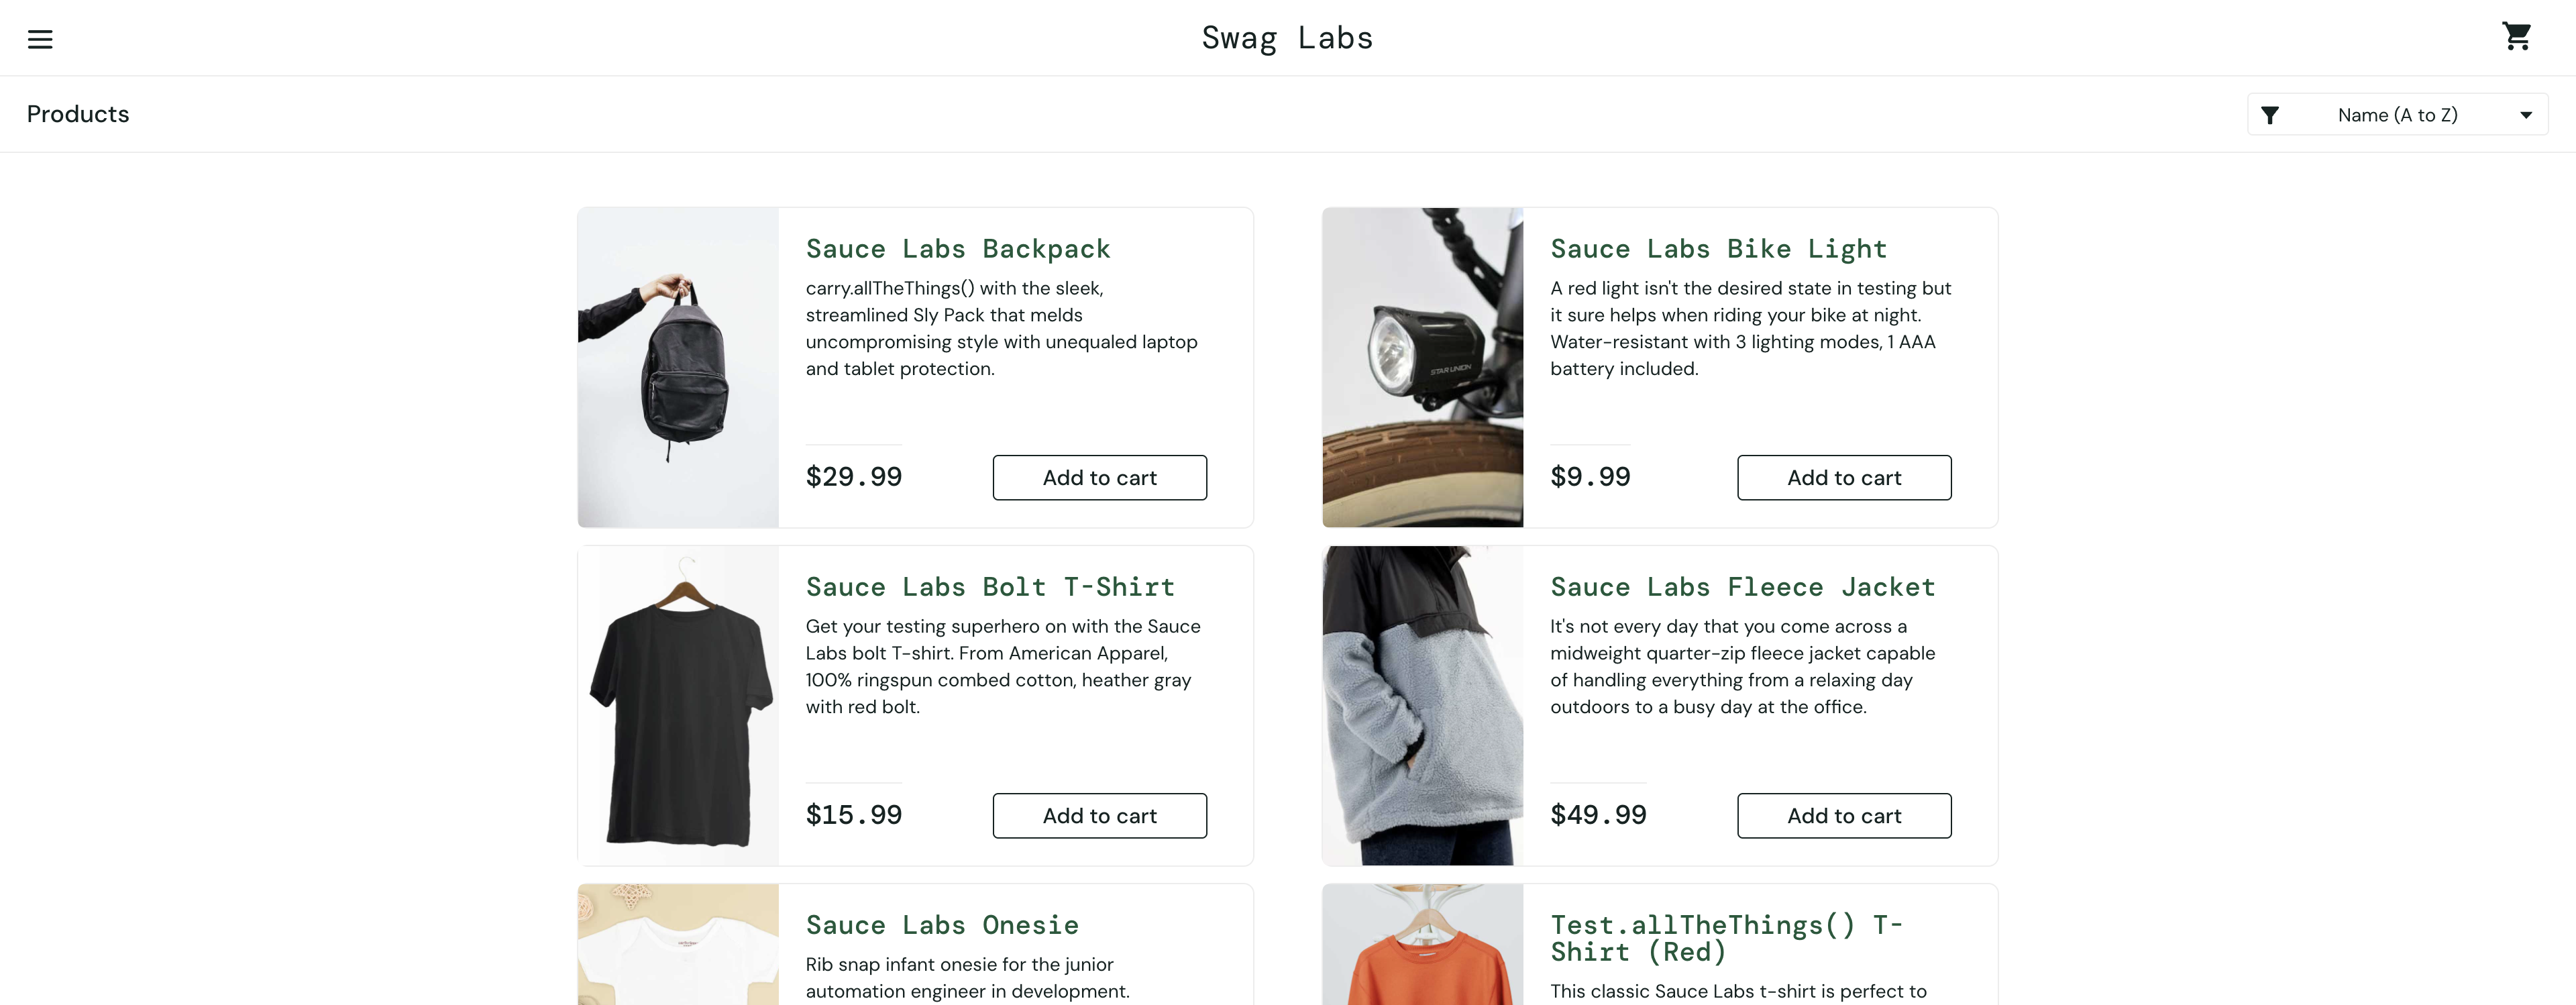 Swag Labs
Products
Name (A to Z)
Sauce Labs Backpack
carry.allTheThings() with the sleek,
streamlined Sly Pack that melds
uncompromising style with unequaled laptop
and tablet protection.
$29.99
Add to cart
Sauce Labs Bike Light
A red light isn't the desired state in testing but
it sure helps when riding your bike at night.
Water-resistant with 3 lighting modes, 1 AAA
battery included.
STAR UNION
$9.99
Add to cart
Sauce Labs Bolt T-Shirt
Get your testing superhero on with the Sauce
Labs bolt T-shirt. From American Apparel,
100% ringspun combed cotton, heather gray
with red bolt.
$15.99
Add to cart
Sauce Labs Fleece Jacket
It's not every day that you come across a
midweight quarter-zip fleece jacket capable
of handling everything from a relaxing day
outdoors to a busy day at the office.
$49.99
Add to cart
Sauce Labs Onesie
Rib snap infant onesie for the junior
automation engineer in development.
Test.allTheThings() T-
Shirt (Red)
This classic Sauce Labs t-shirt is perfect to